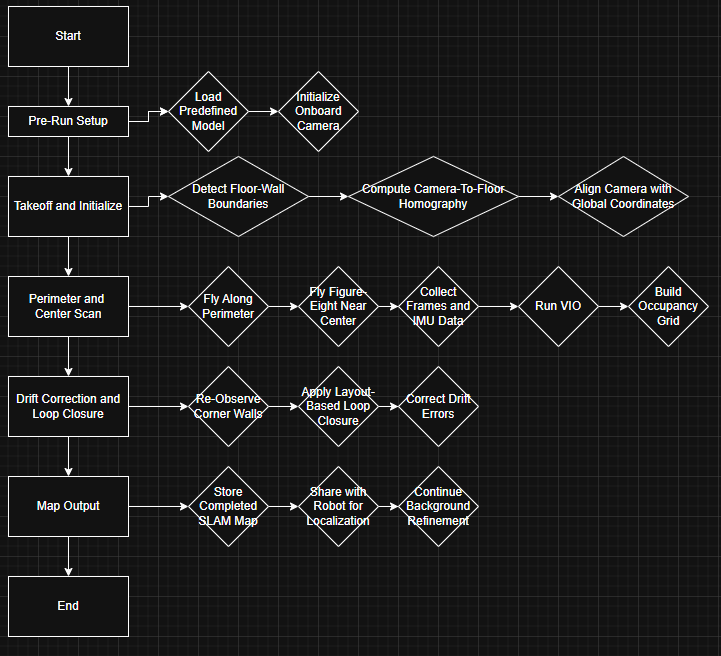 Start
Pre-Run Setup
Load
Predefined
Model
Initialize
Onboard
Camera
Takeoff and Initialize
Detect Floor-Wall
Boundaries
Compute Camera-To-Floor
Homography
Align Camera with
Global Coordinates
Perimeter and
Center Scan
Fly Along
Perimeter
Fly Figure-
Eight Near
Center
Collect
Frames and
IMU Data
Run VIO
Build
Occupancy
Grid
Drift Correction and
Loop Closure
Re-Observe
Corner Walls
Apply Layout-
Based Loop
Closure
Correct Drift
Errors
Map Output
Store
Completed
SLAM Map
Share with
Robot for
Localization
Continue
Background
Refinement
End